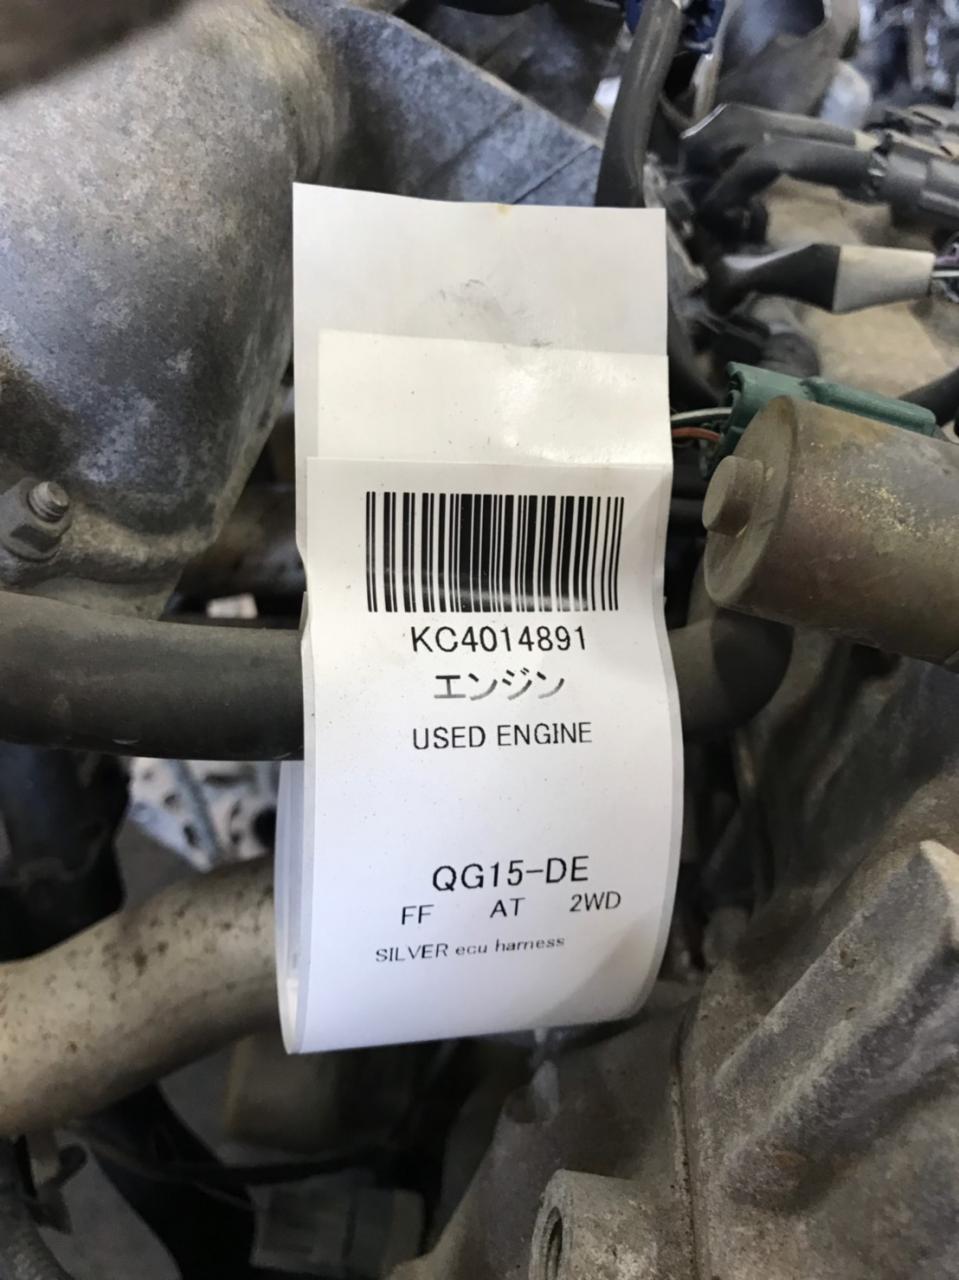 KC4014891
エンジン
USED ENGINE
QG15-DE
FF AT 2WD
SILVER ecu harness